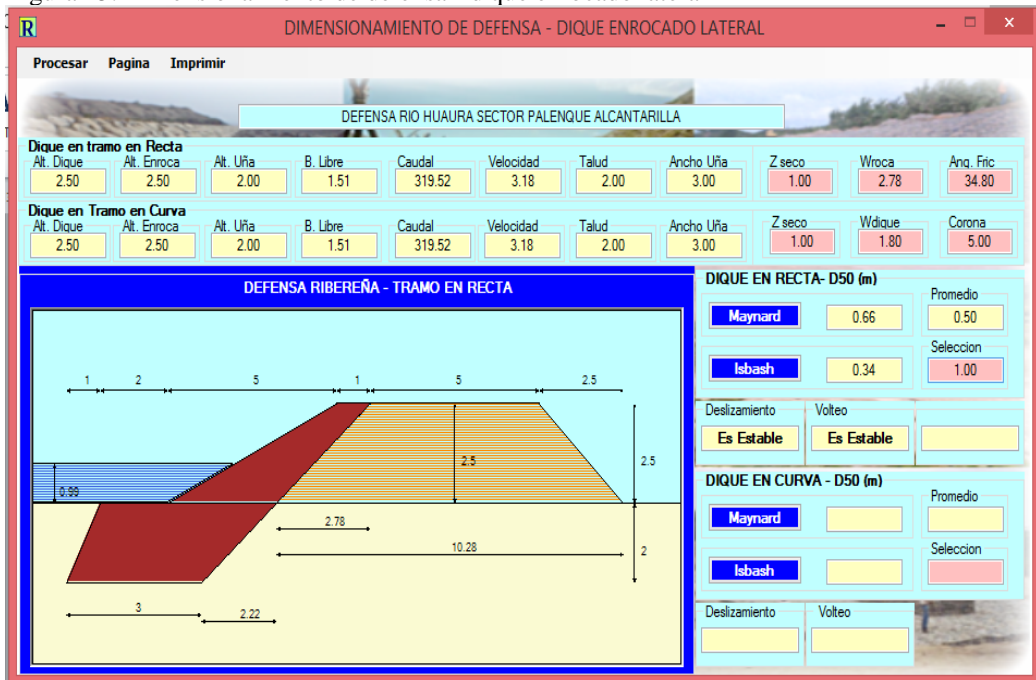 R DIMENSIONAMIENTO DE DEFENSA - DIQUE ENROCADO LATERAL
Procesar Pagina Imprimir
DEFENSA RIO HUAURA SECTOR PALENQUE ALCANTARILLA
Dique en tramo en Recta
Alt. Dique Alt. Enroca Alt. Uña B. Libre Caudal Velocidad Talud Ancho Uña Z seco Wroca Ang. Fric
2.50 2.50 2.00 1.51 319.52 3.18 2.00 3.00 1.00 2.78 34.80
Dique en Tramo en Curva
Alt. Dique Alt. Enroca Alt. Uña B. Libre Caudal Velocidad Talud Ancho Uña Z seco Wdique Corona
2.50 2.50 2.00 1.51 319.52 3.18 2.00 3.00 1.00 1.80 5.00
DEFENSA RIBEREÑA - TRAMO EN RECTA
1 2 5 1 5 2.5
2.5 2.5
0.99
2.78
10.28 2
3
2.22
DIQUE EN RECTA- D50 (m)
Promedio
Maynard 0.66 0.50
Seleccion
Isbash 0.34 1.00
Deslizamiento Volteo
Es Estable Es Estable
DIQUE EN CURVA - D50 (m)
Promedio
Maynard
Seleccion
Isbash
Deslizamiento Volteo